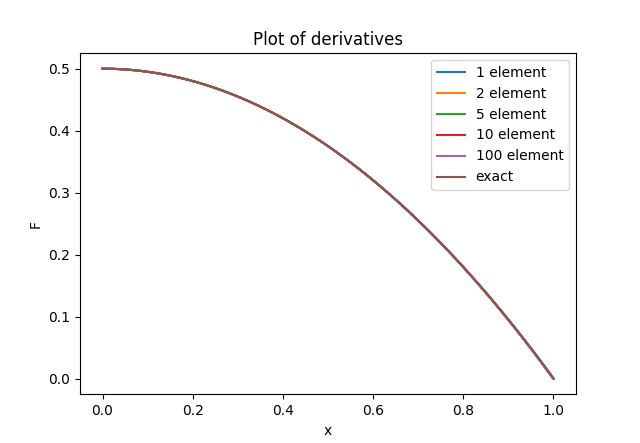 Plot of derivatives
0.5
0.4
0.3
0.2
0.1
0.0
F
1 element
2 element
5 element
10 element
100 element
exact
0.0 0.2 0.4 0.6 0.8 1.0
x